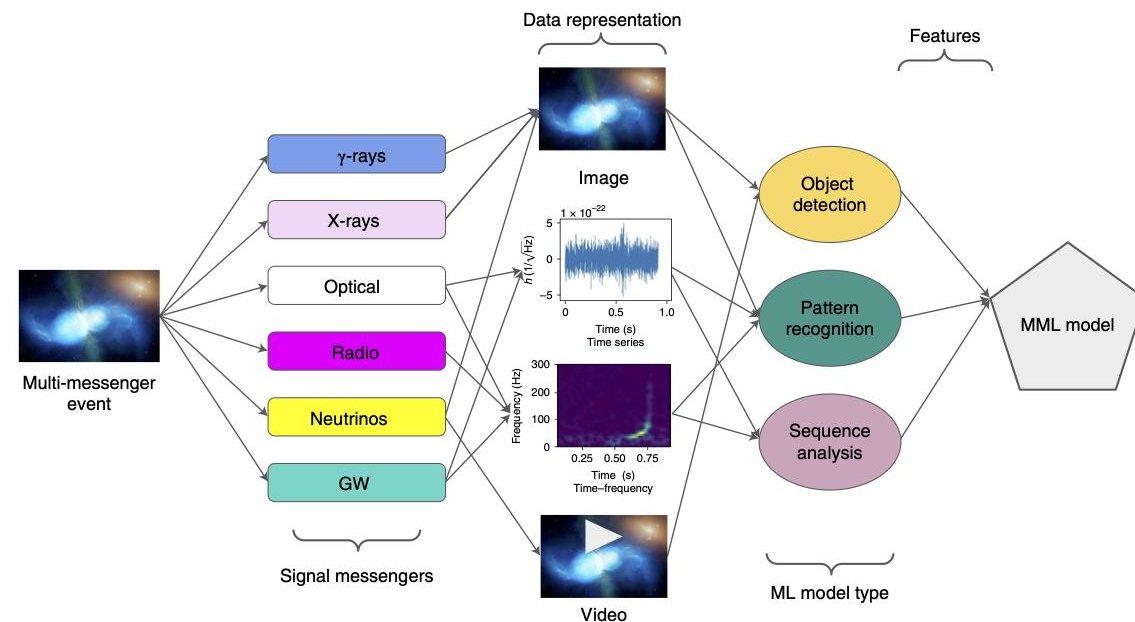 Data representation
Features
γ-rays
X-rays
Optical
Radio
Neutrinos
GW
Multi-messenger
event
Signal messengers
Image
1 × 10⁻²²
5
0
−5
h (1/√Hz)
0
0.5
1.0
Time (s)
Time series
300
200
100
0
Frequency (Hz)
0.25
0.50
0.75
Time (s)
Time–frequency
Video
Object
detection
Pattern
recognition
Sequence
analysis
ML model type
MML model